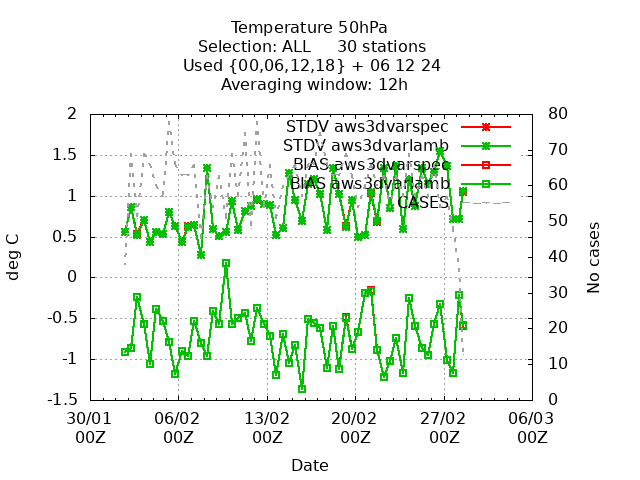 Temperature 50hPa
Selection: ALL 30 stations
Used {00,06,12,18} + 06 12 24
Averaging window: 12h
STDV aws3dvarspec
STDV aws3dvarlamb
BIAS aws3dvarspec
BIAS aws3dvarlamb
CASES
2
1.5
1
0.5
0
-0.5
-1
-1.5
deg C
80
70
60
50
40
30
20
10
0
No cases
30/01 06/02 13/02 20/02 27/02 06/03
00Z 00Z 00Z 00Z 00Z 00Z
Date